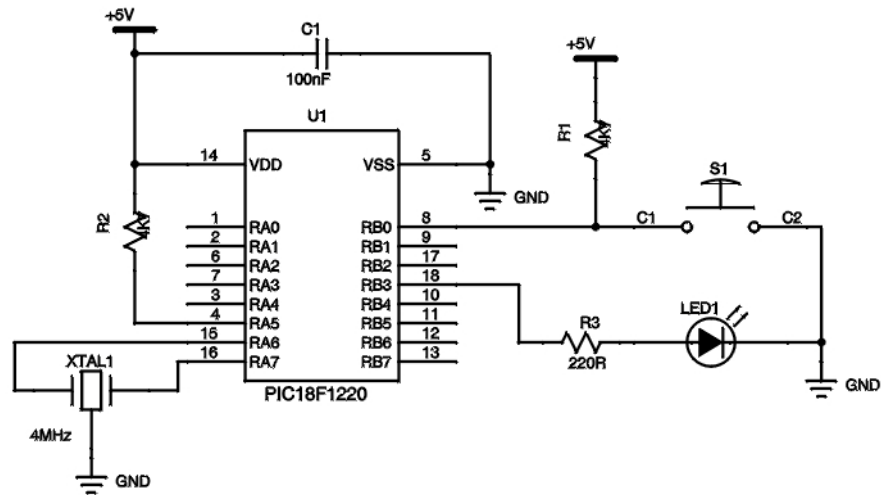 +5V
C1
100nF
+5V
U1
R1
4K7
S1
14 VDD VSS 5
GND
R2
4K7
C1 C2
1 RA0 RB0 8
2 RA1 RB1 9
6 RA2 RB2 17
7 RA3 RB3 18
3 RA4 RB4 10
4 RA5 RB5 11
15 RA6 RB6 12
16 RA7 RB7 13
LED1
R3
220R
XTAL1
PIC18F1220
GND
4MHz
GND